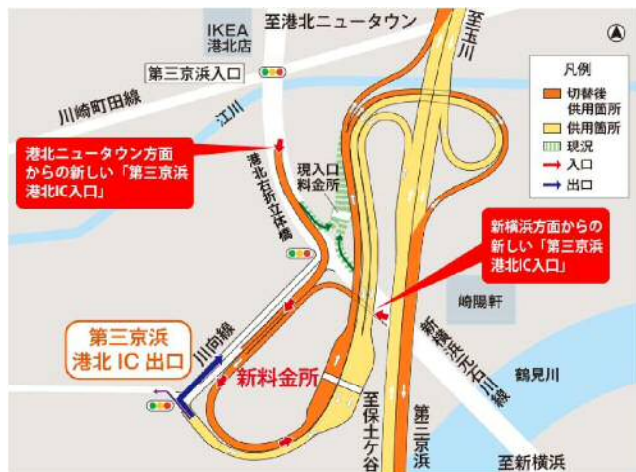 至港北ニュータウン
IKEA
港北店
第三京浜入口
川崎町田線
江川
至玉川
凡例
切替後
供用箇所
供用箇所
現況
入口
出口
港北ニュータウン方面
からの新しい「第三京浜
港北IC入口」
港北右折立体橋
現入口
料金所
新横浜方面からの
新しい「第三京浜
港北IC入口」
崎陽軒
第三京浜
港北 IC 出口
川向線
新料金所
至保土ケ谷
第三京浜
新横浜元石川線
鶴見川
至新横浜